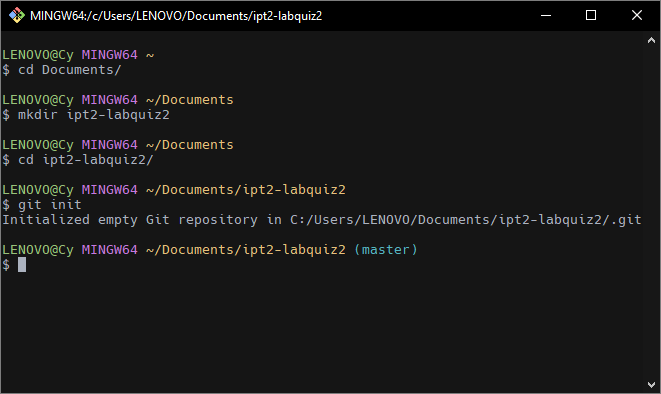 MINGW64:/c/Users/LENOVO/Documents/ipt2-labquiz2
LENOVO@Cy MINGW64 ~
$ cd Documents/
LENOVO@Cy MINGW64 ~/Documents
$ mkdir ipt2-labquiz2
LENOVO@Cy MINGW64 ~/Documents
$ cd ipt2-labquiz2/
LENOVO@Cy MINGW64 ~/Documents/ipt2-labquiz2
$ git init
Initialized empty Git repository in C:/Users/LENOVO/Documents/ipt2-labquiz2/.git
LENOVO@Cy MINGW64 ~/Documents/ipt2-labquiz2 (master)
$